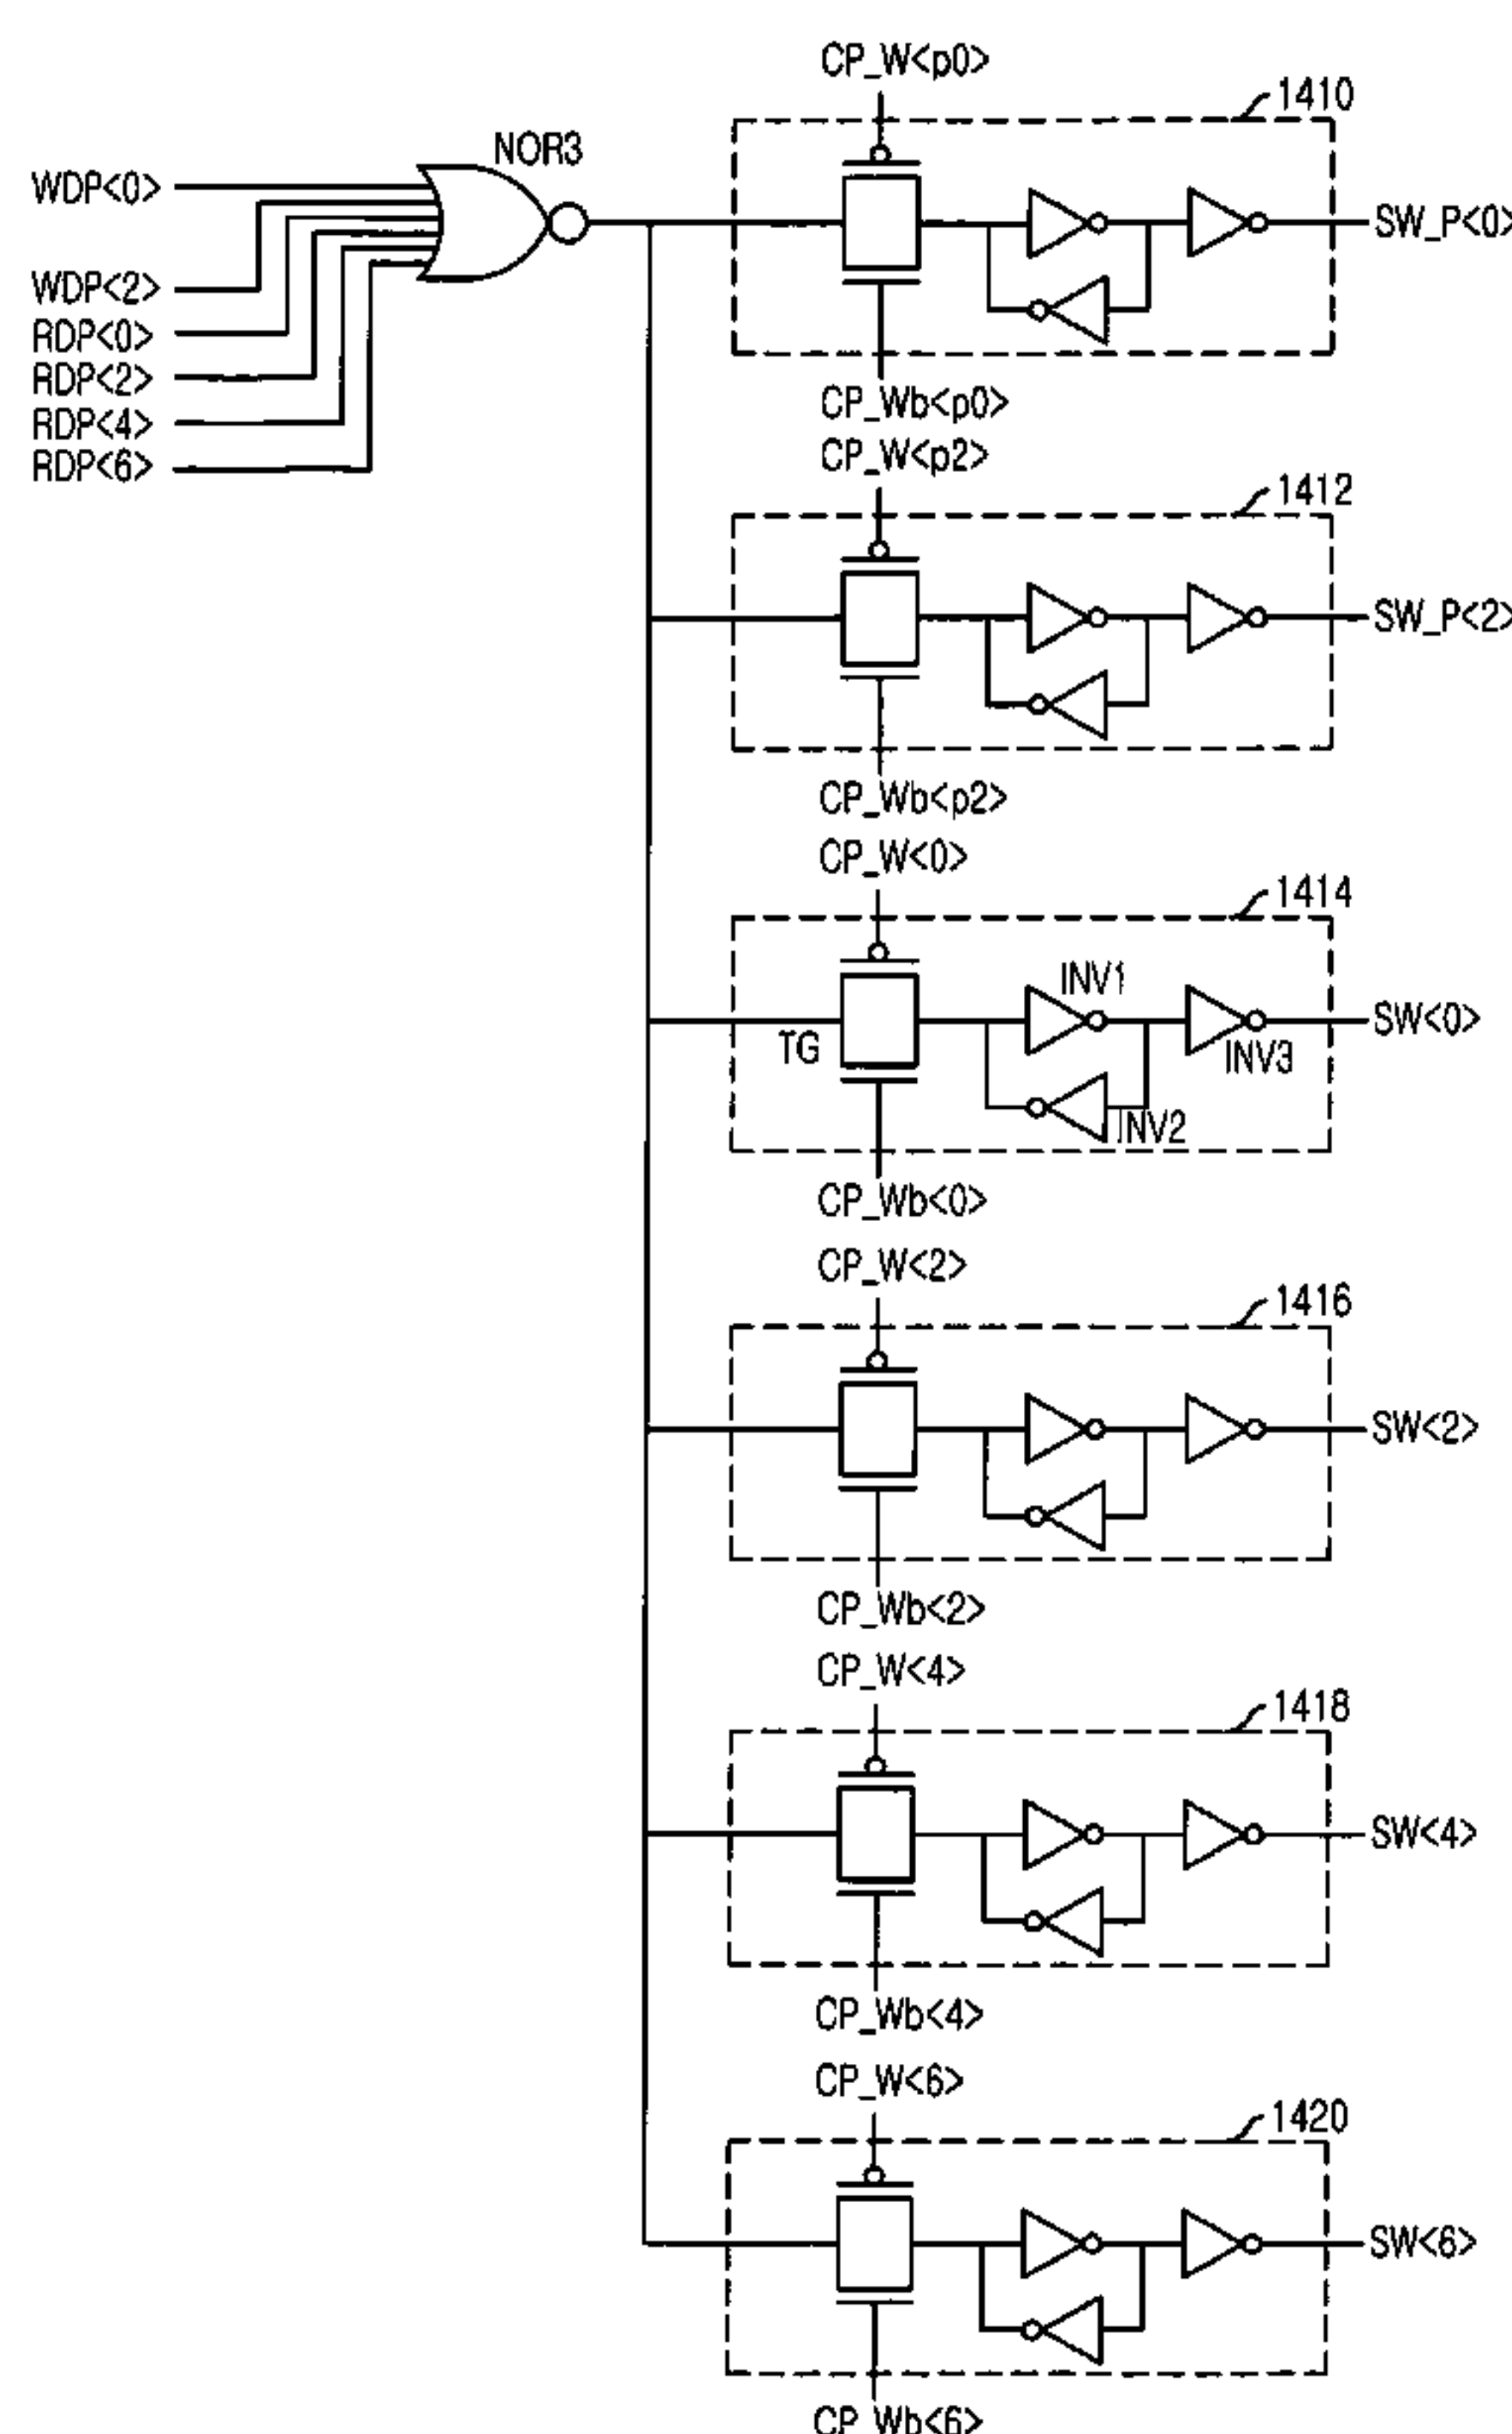 CP_W<p0>
1410
NOR3
WDP<0>
SW_P<0>
WDP<2>
RDP<0>
RDP<2>
RDP<4>
RDP<6>
CP_Wb<p0>
CP_W<p2>
1412
SW_P<2>
CP_Wb<p2>
CP_W<0>
1414
INV1
TG
SW<0>
INV3
INV2
CP_Wb<0>
CP_W<2>
1416
SW<2>
CP_Wb<2>
CP_W<4>
1418
SW<4>
CP_Wb<4>
CP_W<6>
1420
SW<6>
CP_Wb<6>